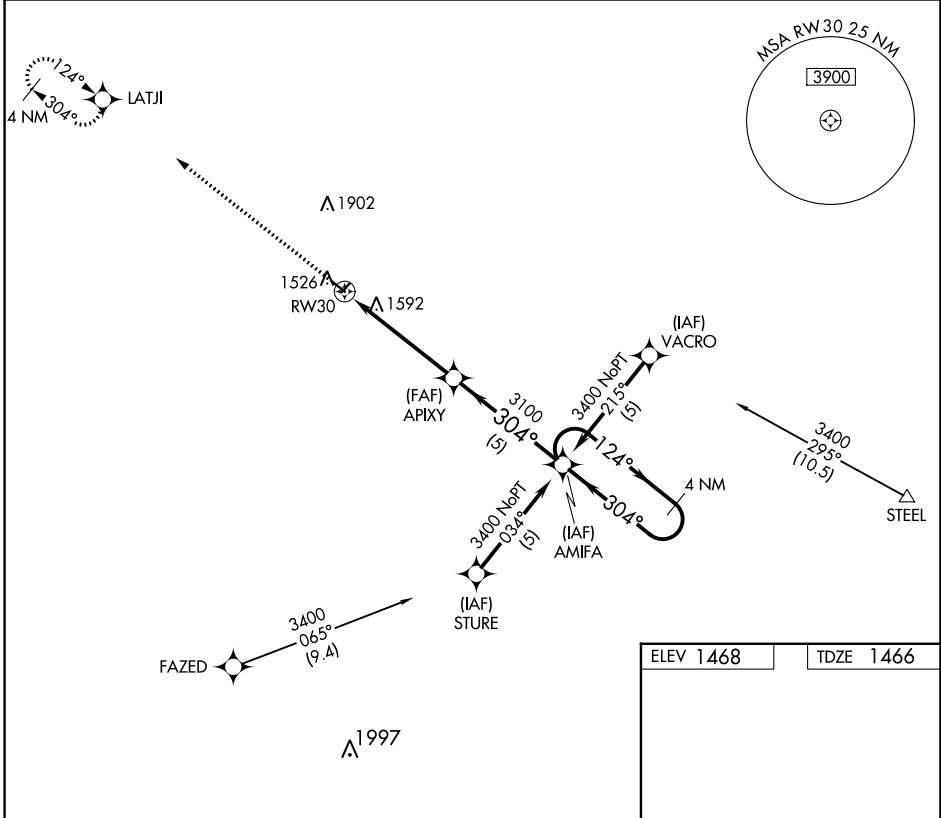 MSA RW30 25 NM
3900
124°
304°
4 NM
LATJI
1902
1526
RW30
1592
(IAF)
VACRO
3400 NoPT
215°
(5)
(FAF)
APIXY
3100
304°
(5)
3400
295°
(10.5)
STEEL
124°
304°
4 NM
(IAF)
AMIFA
3400 NoPT
034°
(5)
(IAF)
STURE
3400
065°
(9.4)
FAZED
1997
ELEV 1468
TDZE 1466